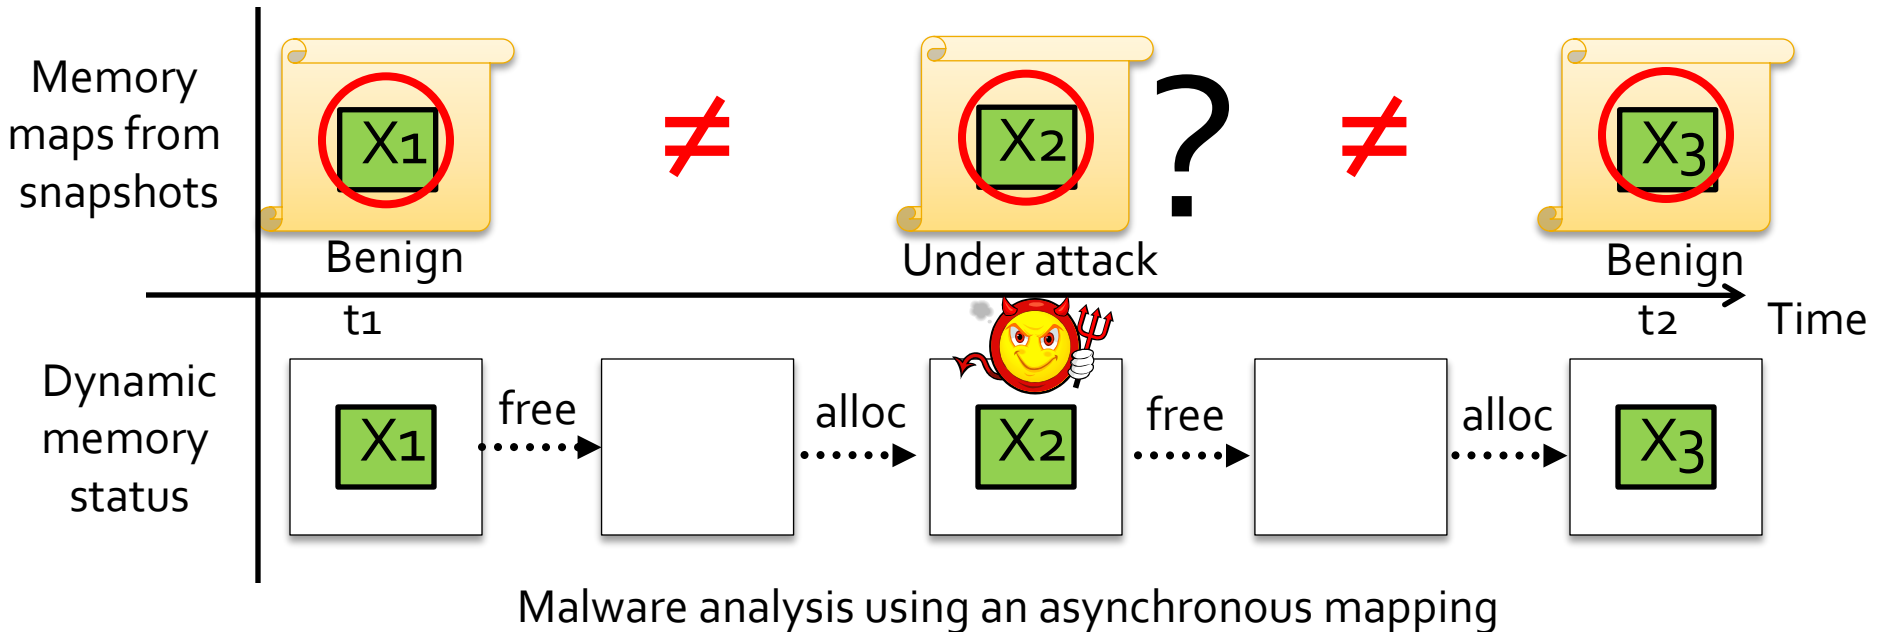 Memory
maps from
snapshots
X1
≠
X2
?
≠
X3
Benign
Under attack
Benign
t1
t2
Time
Dynamic
memory
status
X1
free
alloc
X2
free
alloc
X3
Malware analysis using an asynchronous mapping